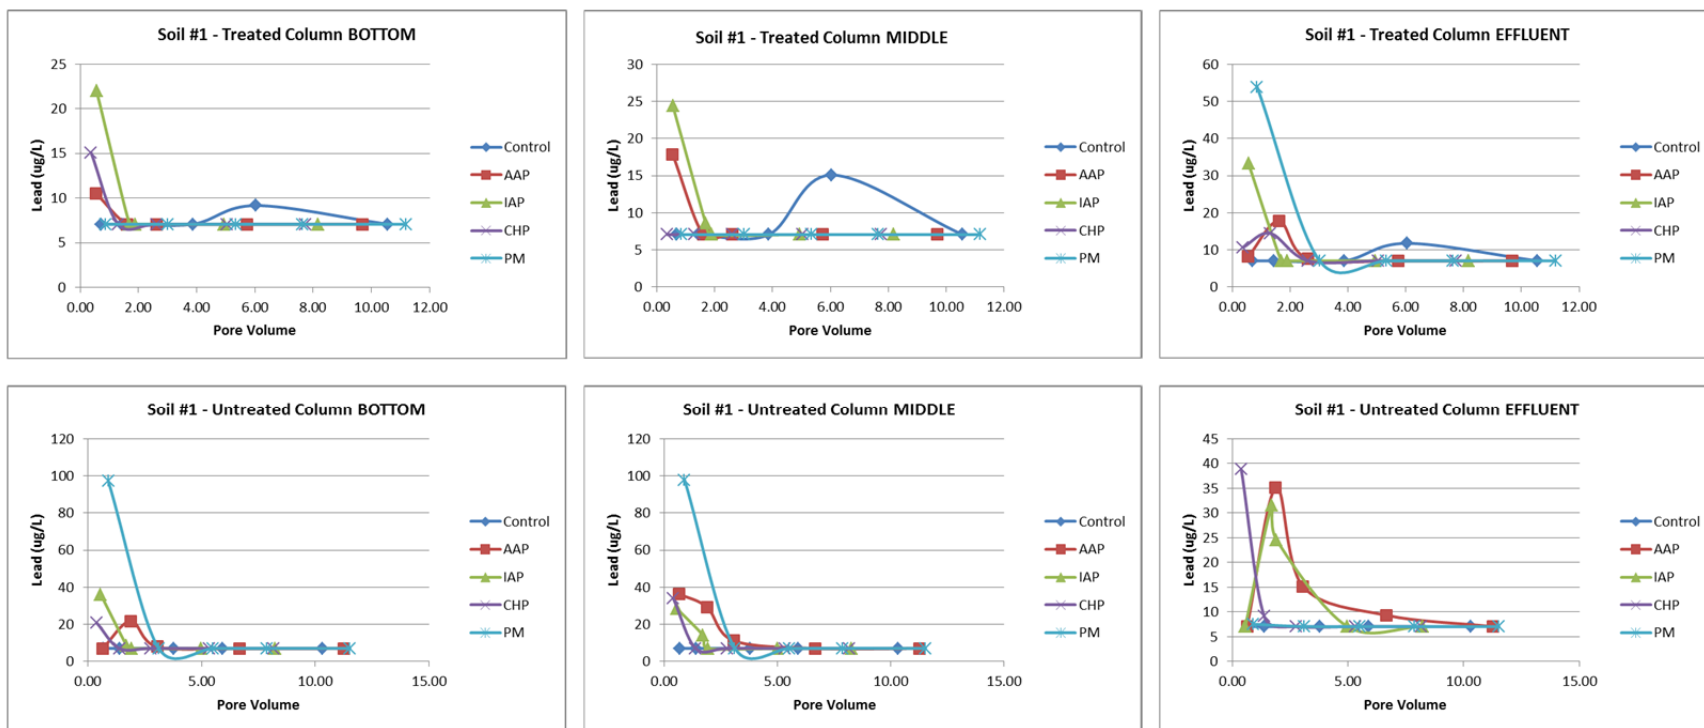 Soil #1 - Treated Column BOTTOM
25
20
15
10
5
0
Lead (ug/L)
0.00 2.00 4.00 6.00 8.00 10.00 12.00
Pore Volume
Control
AAP
IAP
CHP
PM
Soil #1 - Treated Column MIDDLE
30
25
20
15
10
5
0
Lead (ug/L)
0.00 2.00 4.00 6.00 8.00 10.00 12.00
Pore Volume
Control
AAP
IAP
CHP
PM
Soil #1 - Treated Column EFFLUENT
60
50
40
30
20
10
0
Lead (ug/L)
0.00 2.00 4.00 6.00 8.00 10.00 12.00
Pore Volume
Control
AAP
IAP
CHP
PM
Soil #1 - Untreated Column BOTTOM
120
100
80
60
40
20
0
Lead (ug/L)
0.00 5.00 10.00 15.00
Pore Volume
Control
AAP
IAP
CHP
PM
Soil #1 - Untreated Column MIDDLE
120
100
80
60
40
20
0
Lead (ug/L)
0.00 5.00 10.00 15.00
Pore Volume
Control
AAP
IAP
CHP
PM
Soil #1 - Untreated Column EFFLUENT
45
40
35
30
25
20
15
10
5
0
Lead (ug/L)
0.00 5.00 10.00 15.00
Pore Volume
Control
AAP
IAP
CHP
PM